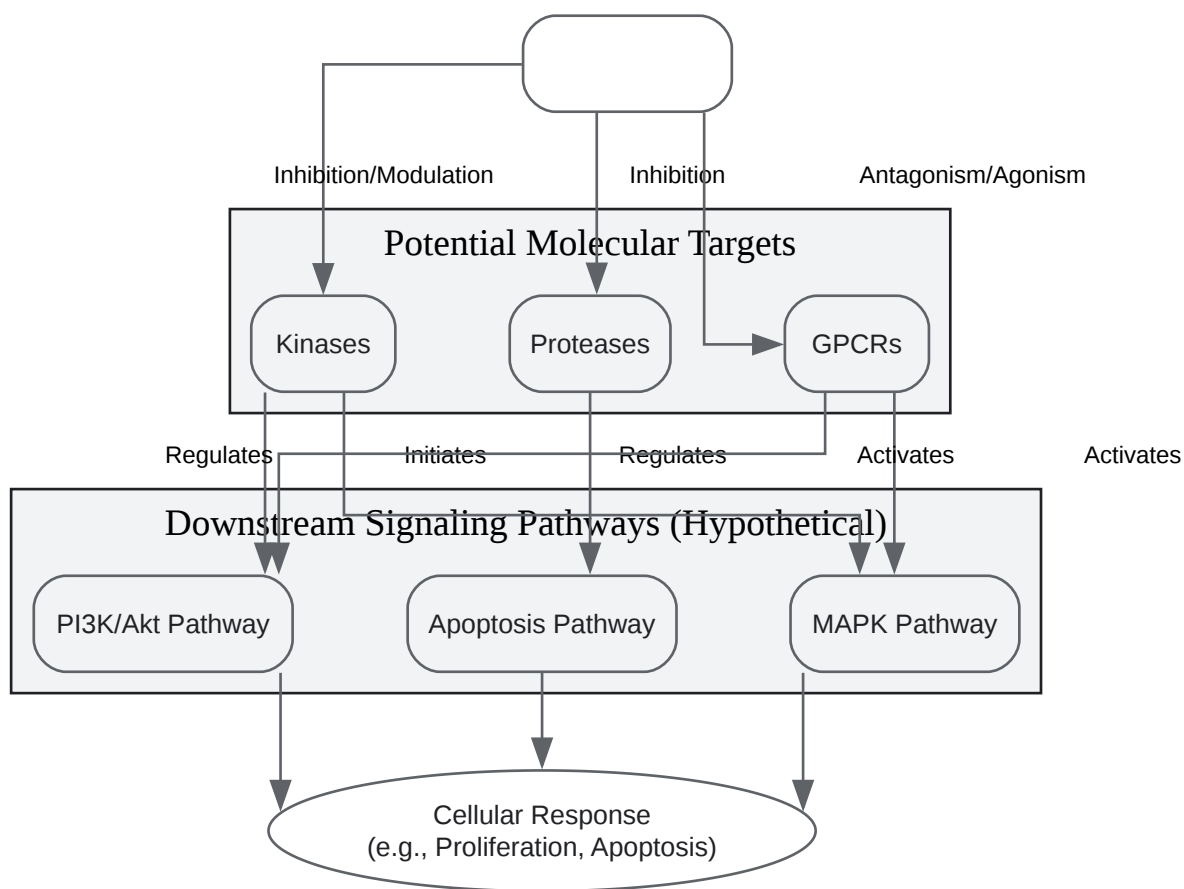 Inhibition/Modulation
Inhibition
Antagonism/Agonism
Potential Molecular Targets
Kinases
Proteases
GPCRs
Regulates
Initiates
Regulates
Activates
Activates
Downstream Signaling Pathways (Hypothetical)
PI3K/Akt Pathway
Apoptosis Pathway
MAPK Pathway
Cellular Response
(e.g., Proliferation, Apoptosis)